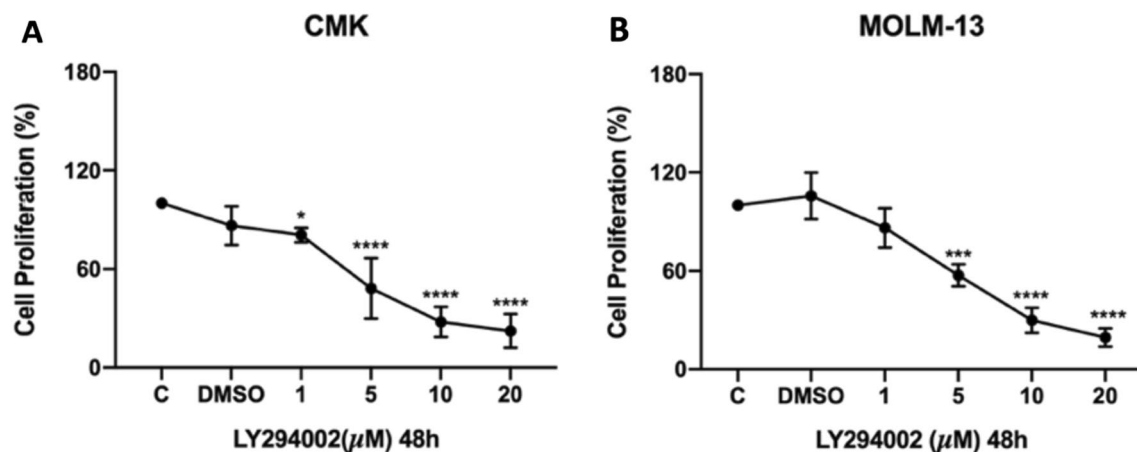 A
CMK
Cell Proliferation (%)
180
120
60
0
*
****
****
****
C DMSO 1 5 10 20
LY294002(μM) 48h
B
MOLM-13
Cell Proliferation (%)
180
120
60
0
***
****
****
C DMSO 1 5 10 20
LY294002 (μM) 48h